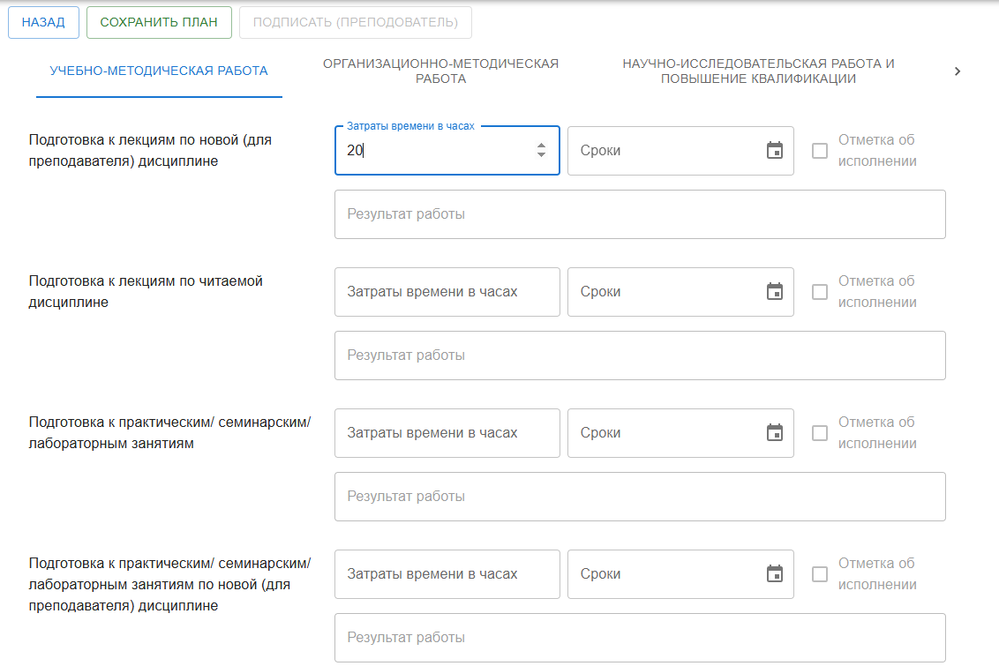 НАЗАД
СОХРАНИТЬ ПЛАН
ПОДПИСАТЬ (ПРЕПОДОВАТЕЛЬ)
УЧЕБНО-МЕТОДИЧЕСКАЯ РАБОТА
ОРГАНИЗАЦИОННО-МЕТОДИЧЕСКАЯ
РАБОТА
НАУЧНО-ИССЛЕДОВАТЕЛЬСКАЯ РАБОТА И
ПОВЫШЕНИЕ КВАЛИФИКАЦИИ
Подготовка к лекциям по новой (для
преподавателя) дисциплине
Затраты времени в часах
20
Сроки
Отметка об
исполнении
Результат работы
Подготовка к лекциям по читаемой
дисциплине
Затраты времени в часах
Сроки
Отметка об
исполнении
Результат работы
Подготовка к практическим/ семинарским/
лабораторным занятиям
Затраты времени в часах
Сроки
Отметка об
исполнении
Результат работы
Подготовка к практическим/ семинарским/
лабораторным занятиям по новой (для
преподавателя) дисциплине
Затраты времени в часах
Сроки
Отметка об
исполнении
Результат работы